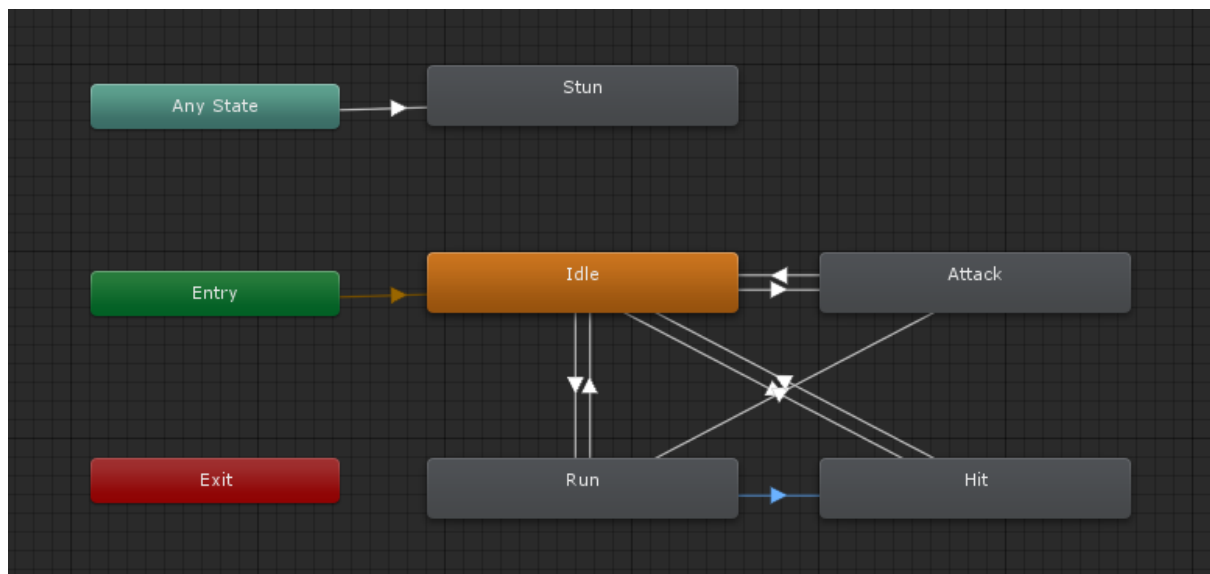 Any State
Stun
Entry
Idle
Attack
Exit
Run
Hit